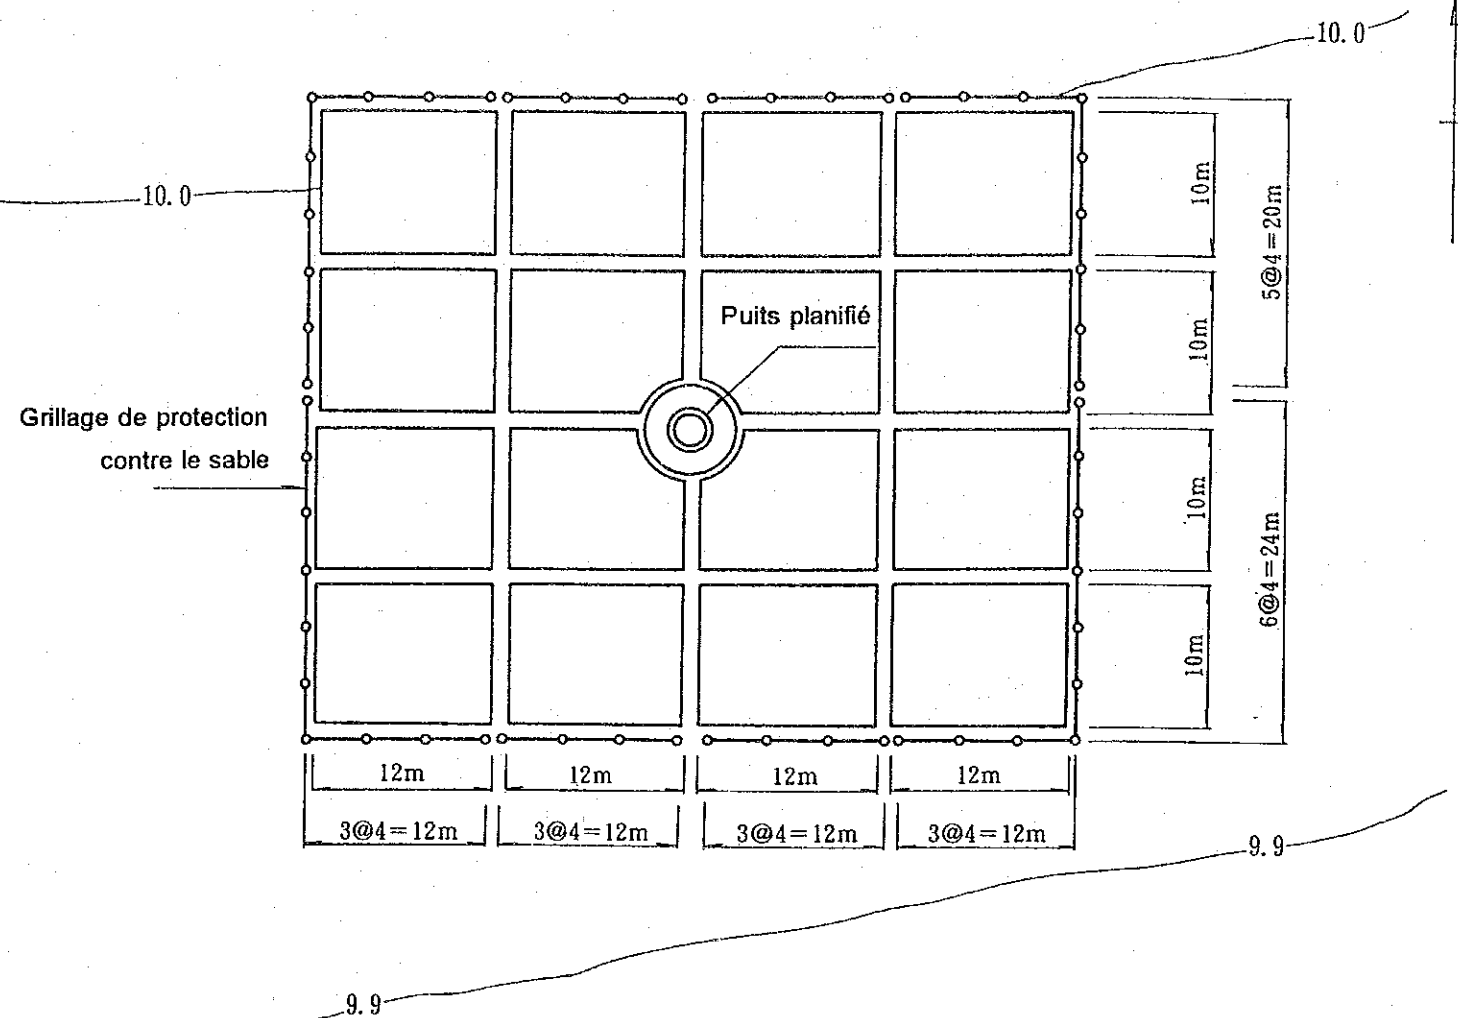 10.0
10.0
10m
5@4=20m
Puits planifié
10m
Grillage de protection
contre le sable
10m
6@4=24m
10m
12m
12m
12m
12m
3@4=12m
3@4=12m
3@4=12m
3@4=12m
9.9
9.9